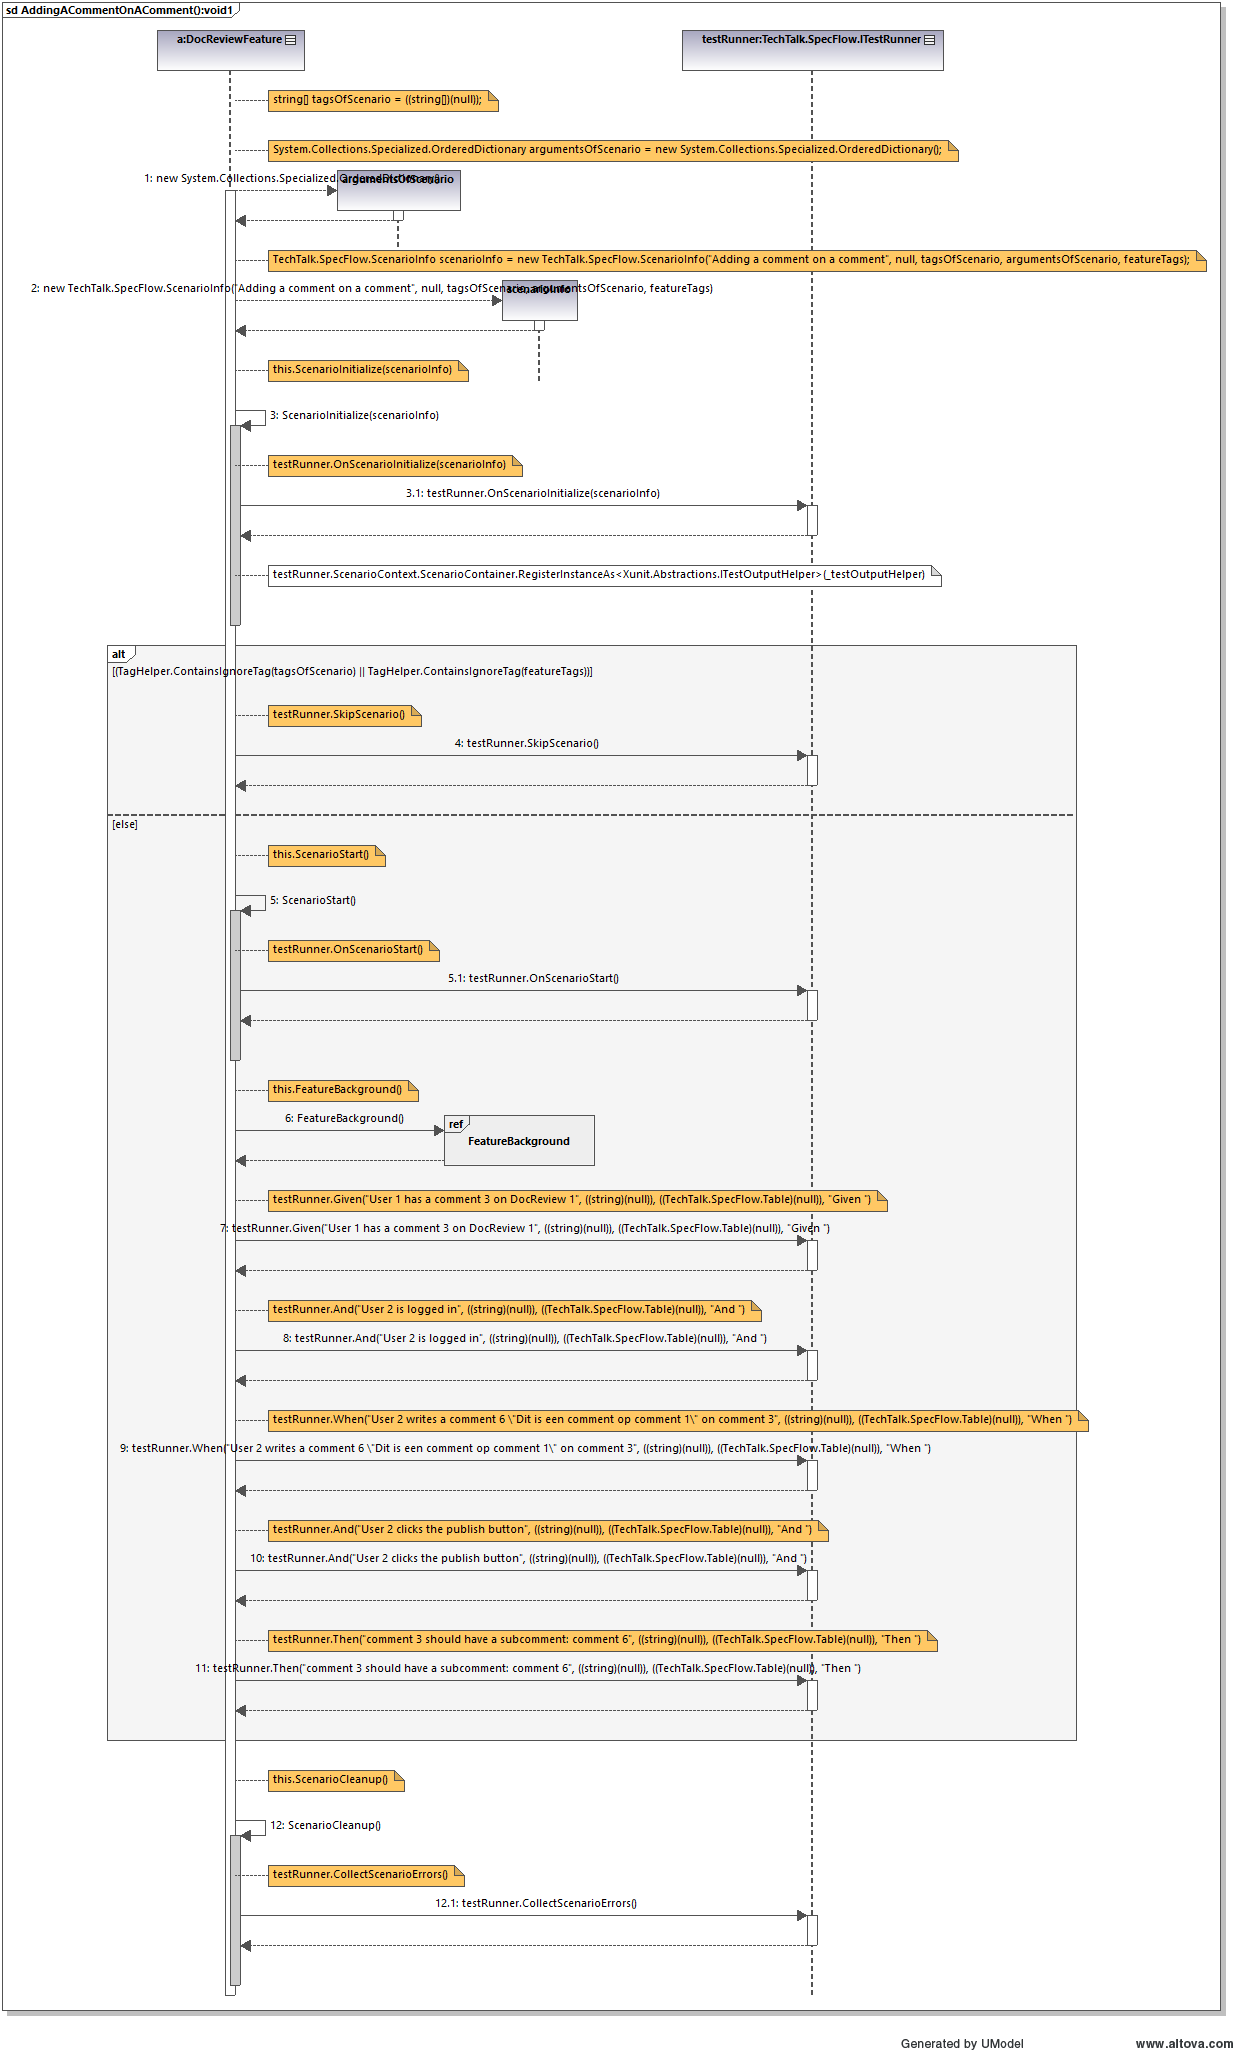 sd AddingACommentOnAComment():void1
a:DocReviewFeature
testRunner:TechTalk.SpecFlow.ITestRunner
string[] tagsOfScenario = ((string[])(null));
System.Collections.Specialized.OrderedDictionary argumentsOfScenario = new System.Collections.Specialized.OrderedDictionary();
1: new System.Collections.Specialized.OrderedDictionary()
argumentsOfScenario
TechTalk.SpecFlow.ScenarioInfo scenarioInfo = new TechTalk.SpecFlow.ScenarioInfo("Adding a comment on a comment", null, tagsOfScenario, argumentsOfScenario, featureTags);
2: new TechTalk.SpecFlow.ScenarioInfo("Adding a comment on a comment", null, tagsOfScenario, argumentsOfScenario, featureTags)
scenarioInfo
this.ScenarioInitialize(scenarioInfo)
3: ScenarioInitialize(scenarioInfo)
testRunner.OnScenarioInitialize(scenarioInfo)
3.1: testRunner.OnScenarioInitialize(scenarioInfo)
testRunner.ScenarioContext.ScenarioContainer.RegisterInstanceAs<Xunit.Abstractions.ITestOutputHelper>(_testOutputHelper)
alt
[(TagHelper.ContainsIgnoreTag(tagsOfScenario) || TagHelper.ContainsIgnoreTag(featureTags))]
testRunner.SkipScenario()
4: testRunner.SkipScenario()
[else]
this.ScenarioStart()
5: ScenarioStart()
testRunner.OnScenarioStart()
5.1: testRunner.OnScenarioStart()
this.FeatureBackground()
6: FeatureBackground()
ref
FeatureBackground
testRunner.Given("User 1 has a comment 3 on DocReview 1", ((string)(null)), ((TechTalk.SpecFlow.Table)(null)), "Given ")
7: testRunner.Given("User 1 has a comment 3 on DocReview 1", ((string)(null)), ((TechTalk.SpecFlow.Table)(null)), "Given ")
testRunner.And("User 2 is logged in", ((string)(null)), ((TechTalk.SpecFlow.Table)(null)), "And ")
8: testRunner.And("User 2 is logged in", ((string)(null)), ((TechTalk.SpecFlow.Table)(null)), "And ")
testRunner.When("User 2 writes a comment 6 \"Dit is een comment op comment 1\" on comment 3", ((string)(null)), ((TechTalk.SpecFlow.Table)(null)), "When ")
9: testRunner.When("User 2 writes a comment 6 \"Dit is een comment op comment 1\" on comment 3", ((string)(null)), ((TechTalk.SpecFlow.Table)(null)), "When ")
testRunner.And("User 2 clicks the publish button", ((string)(null)), ((TechTalk.SpecFlow.Table)(null)), "And ")
10: testRunner.And("User 2 clicks the publish button", ((string)(null)), ((TechTalk.SpecFlow.Table)(null)), "And ")
testRunner.Then("comment 3 should have a subcomment: comment 6", ((string)(null)), ((TechTalk.SpecFlow.Table)(null)), "Then ")
11: testRunner.Then("comment 3 should have a subcomment: comment 6", ((string)(null)), ((TechTalk.SpecFlow.Table)(null)), "Then ")
this.ScenarioCleanup()
12: ScenarioCleanup()
testRunner.CollectScenarioErrors()
12.1: testRunner.CollectScenarioErrors()
Generated by UModel
www.altova.com